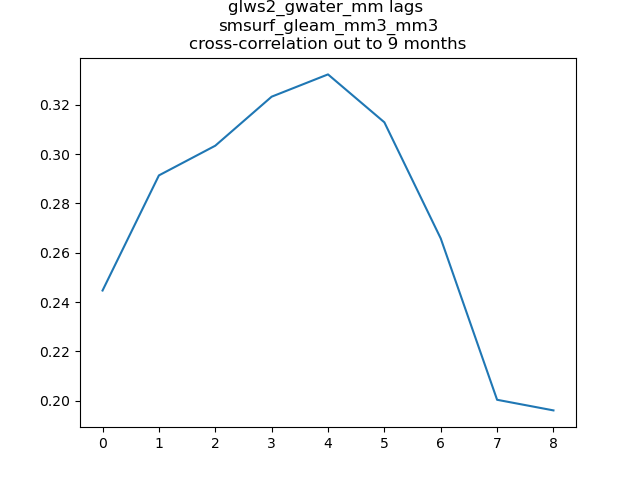 glws2_gwater_mm lags
smsurf_gleam_mm3_mm3
cross-correlation out to 9 months
0.32
0.30
0.28
0.26
0.24
0.22
0.20
0 1 2 3 4 5 6 7 8